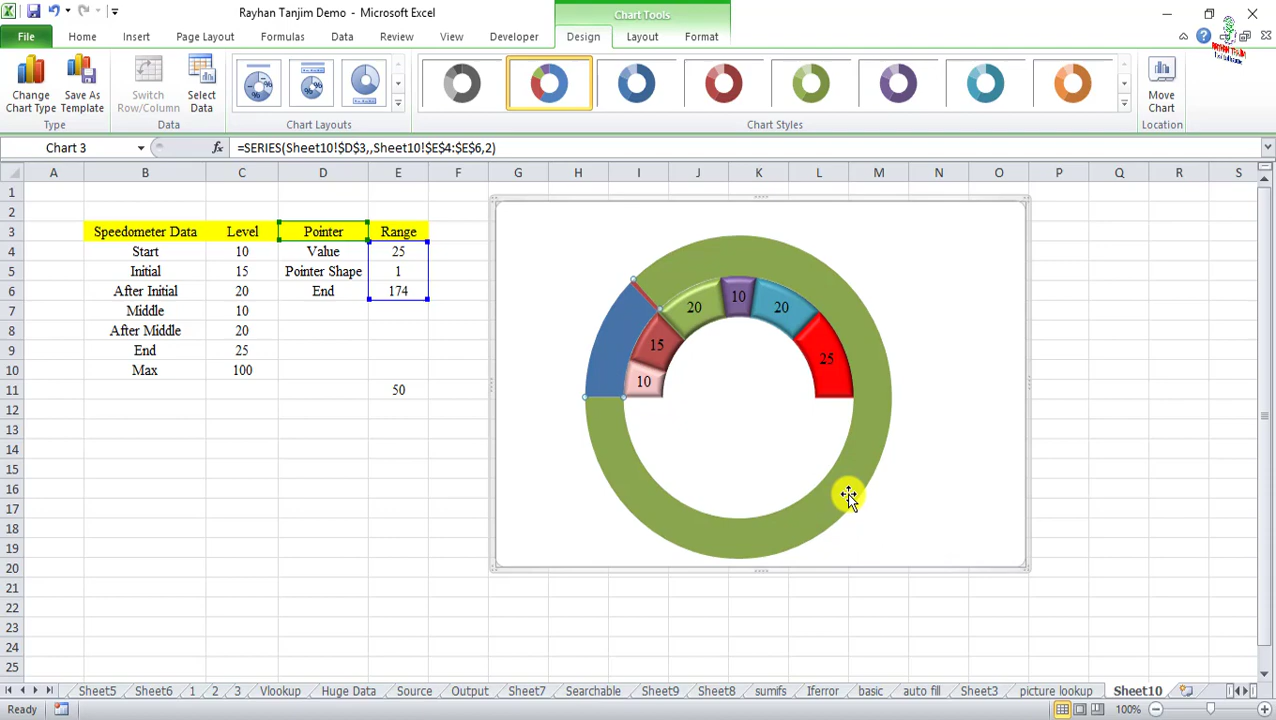 Rayhan Tanjim Demo - Microsoft Excel
Chart Tools
File Home Insert Page Layout Formulas Data Review View Developer Design Layout Format
Change Chart Type
Save As Template
Switch Row/Column
Select Data
Move Chart
Type Data Chart Layouts Chart Styles Location
Chart 3 fx =SERIES(Sheet10!$D$3,,Sheet10!$E$4:$E$6,2)
A B C D E F G H I J K L M N O P Q R S
1
2
3 Speedometer Data Level Pointer Range
4 Start 10 Value 25
5 Initial 15 Pointer Shape 1
6 After Initial 20 End 174
7 Middle 10
8 After Middle 20
9 End 25
10 Max 100
11 50
12
13
14
15
16
17
18
19
20
21
22
23
24
25
10 15 20 10 20 25
Sheet5 Sheet6 1 2 3 Vlookup Huge Data Source Output Sheet7 Searchable Sheet9 Sheet8 sumifs Iferror basic auto fill Sheet3 picture lookup Sheet10
Ready 100%